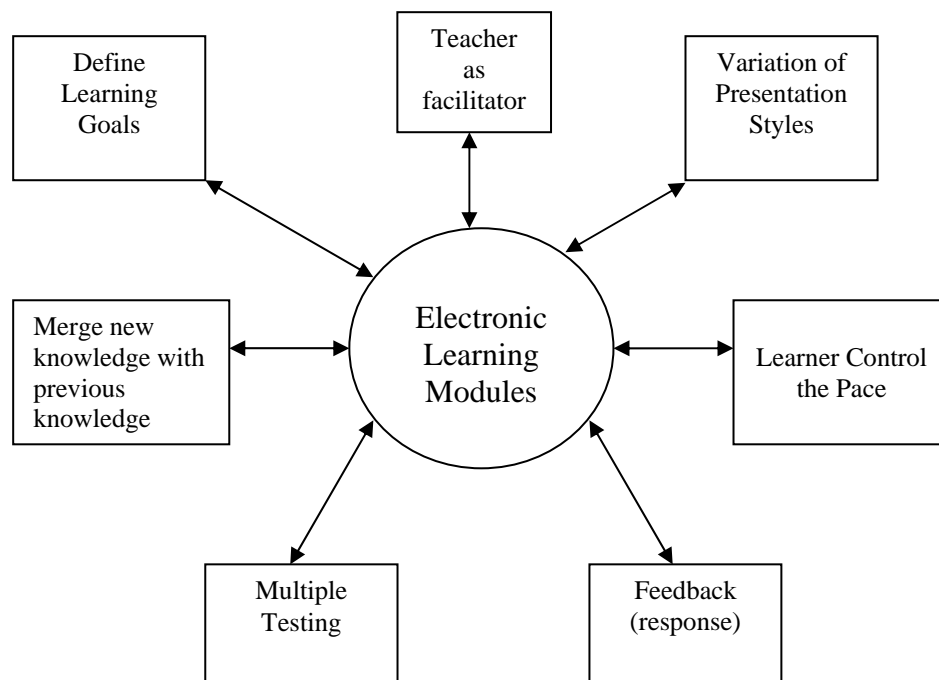 Define
Learning
Goals
Teacher
as
facilitator
Variation of
Presentation
Styles
Electronic
Learning
Modules
Merge new
knowledge with
previous
knowledge
Learner Control
the Pace
Multiple
Testing
Feedback
(response)